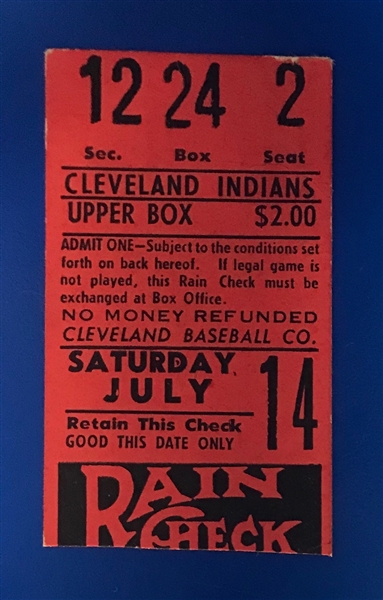 12 24 2
Sec. Box Seat
CLEVELAND INDIANS
UPPER BOX $2.00
ADMIT ONE—Subject to the conditions set
forth on back hereof. If legal game is
not played, this Rain Check must be
exchanged at Box Office.
NO MONEY REFUNDED
CLEVELAND BASEBALL CO.
SATURDAY
JULY 14
Retain This Check
GOOD THIS DATE ONLY
RAIN
CHECK